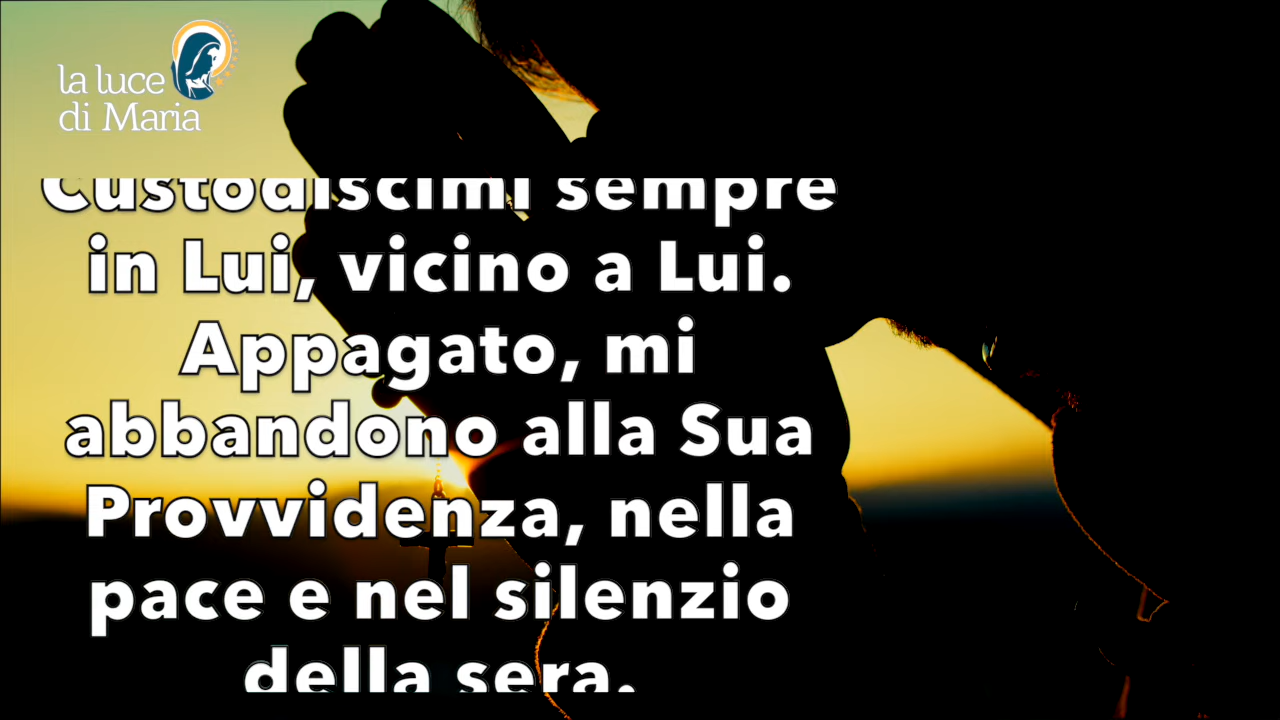 la luce
di Maria
Custodiscimi sempre
in Lui, vicino a Lui.
Appagato, mi
abbandono alla Sua
Provvidenza, nella
pace e nel silenzio
della sera.